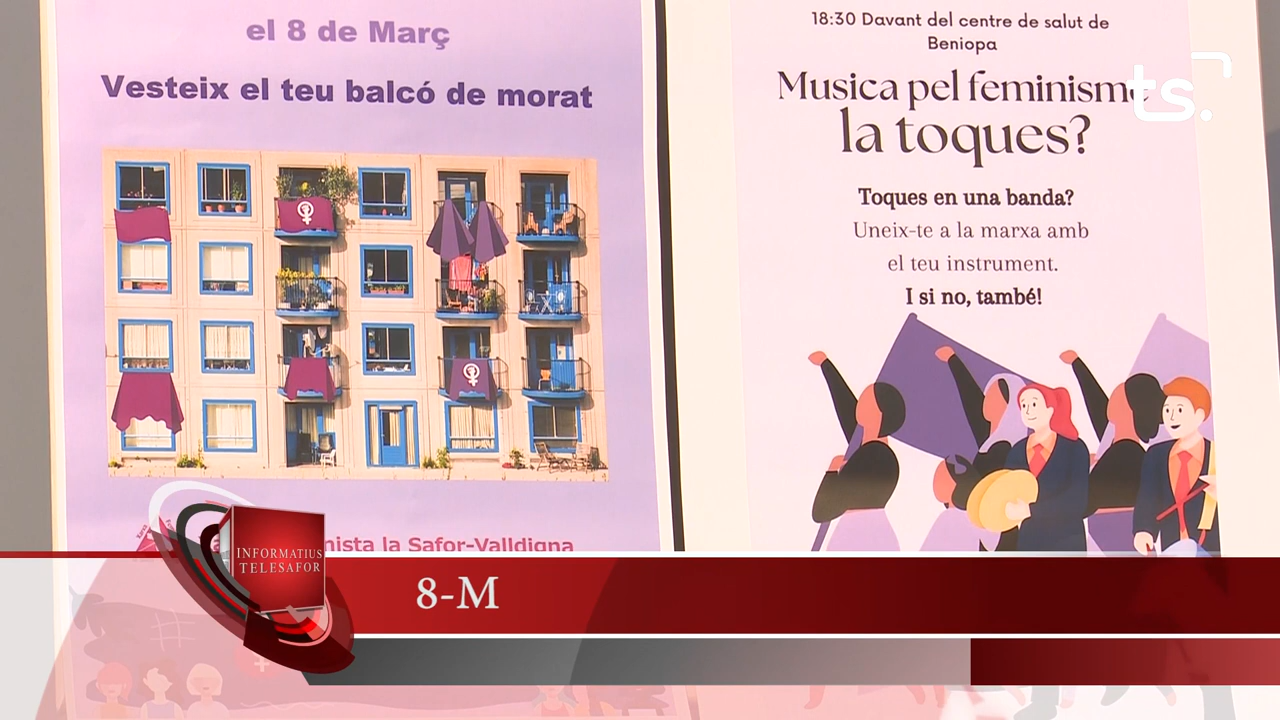 el 8 de Març
Vesteix el teu balcó de morat
nista la Safor-Valldigna
18:30 Davant del centre de salut de
Beniopa
Musica pel feminisme
la toques?
Toques en una banda?
Uneix-te a la marxa amb
el teu instrument.
I si no, també!
ts.
INFORMATIUS
TELESAFOR
8-M